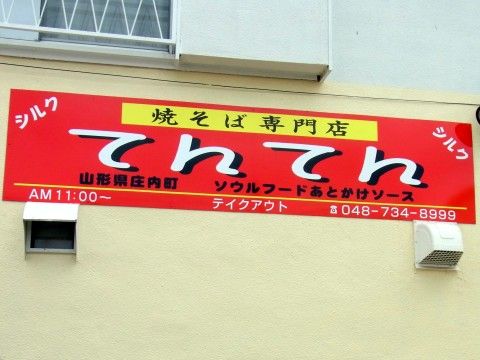 シルク
焼そば専門店
シルク
てんてん
山形県庄内町 ソウルフードあとかけソース
AM11:00～ テイクアウト ☎048-734-8999